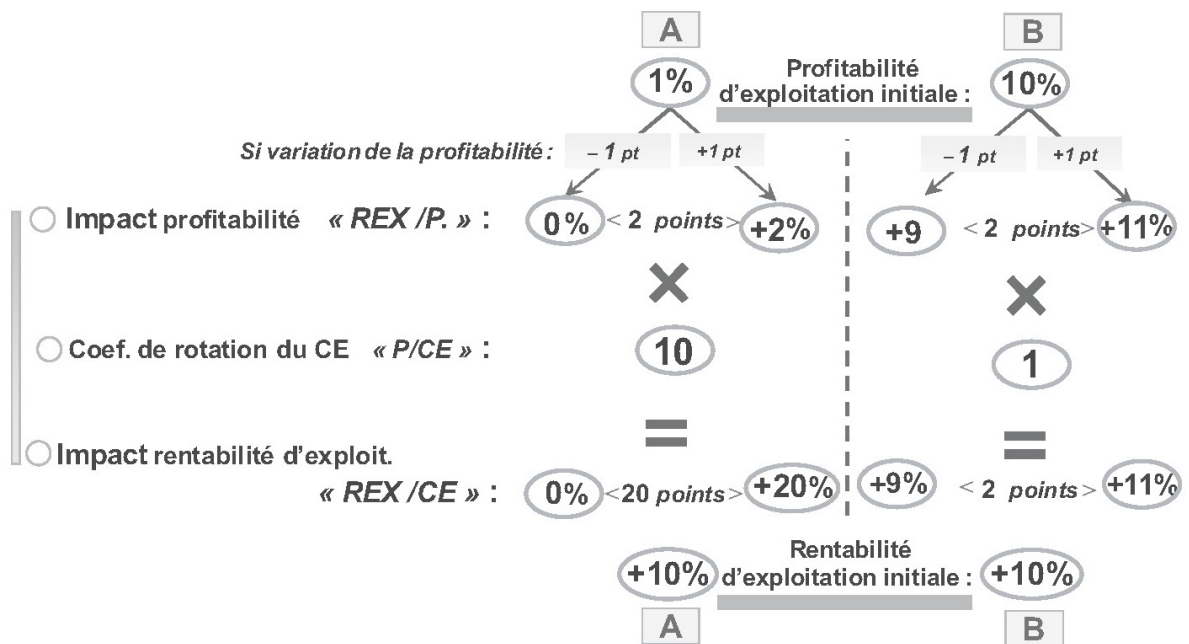 A B
1% Profitabilité d'exploitation initiale : 10%
Si variation de la profitabilité : – 1 pt +1 pt – 1 pt +1 pt
Impact profitabilité « REX /P. » : 0% < 2 points > +2% +9 < 2 points > +11%
×
×
Coef. de rotation du CE « P/CE » : 10 1
=
=
Impact rentabilité d'exploit.
« REX /CE » : 0% <20 points> +20% +9% < 2 points > +11%
+10% Rentabilité d'exploitation initiale : +10%
A B